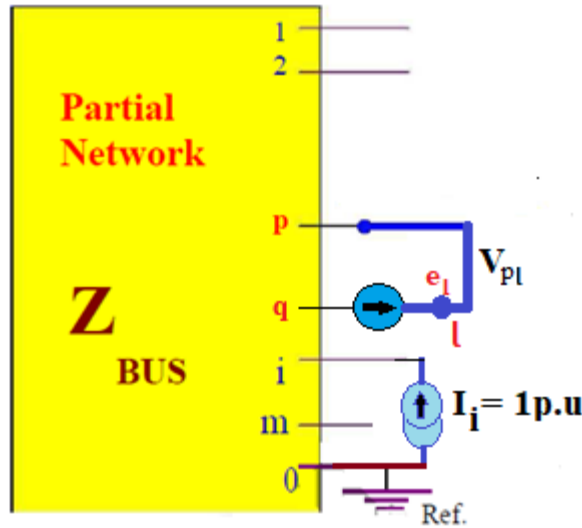 1
2
Partial
Network
p
e l
V pl
q
l
Z
BUS
i
I i = 1p.u
m
0
Ref.